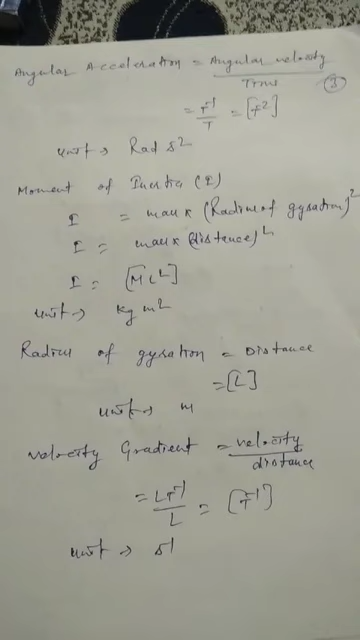 Angular Acceleration = Angular velocity / Time
(3)
= T⁻¹/T = [T⁻²]
unit → Rad s⁻²
Moment of Inertia (I)
I = mass x (Radius of gyration)²
I = mass x (distance)²
I = [ML²]
unit → kg m²
Radius of gyration = Distance
= [L]
unit → m
velocity Gradient = velocity / distance
= LT⁻¹/L = [T⁻¹]
unit → s⁻¹